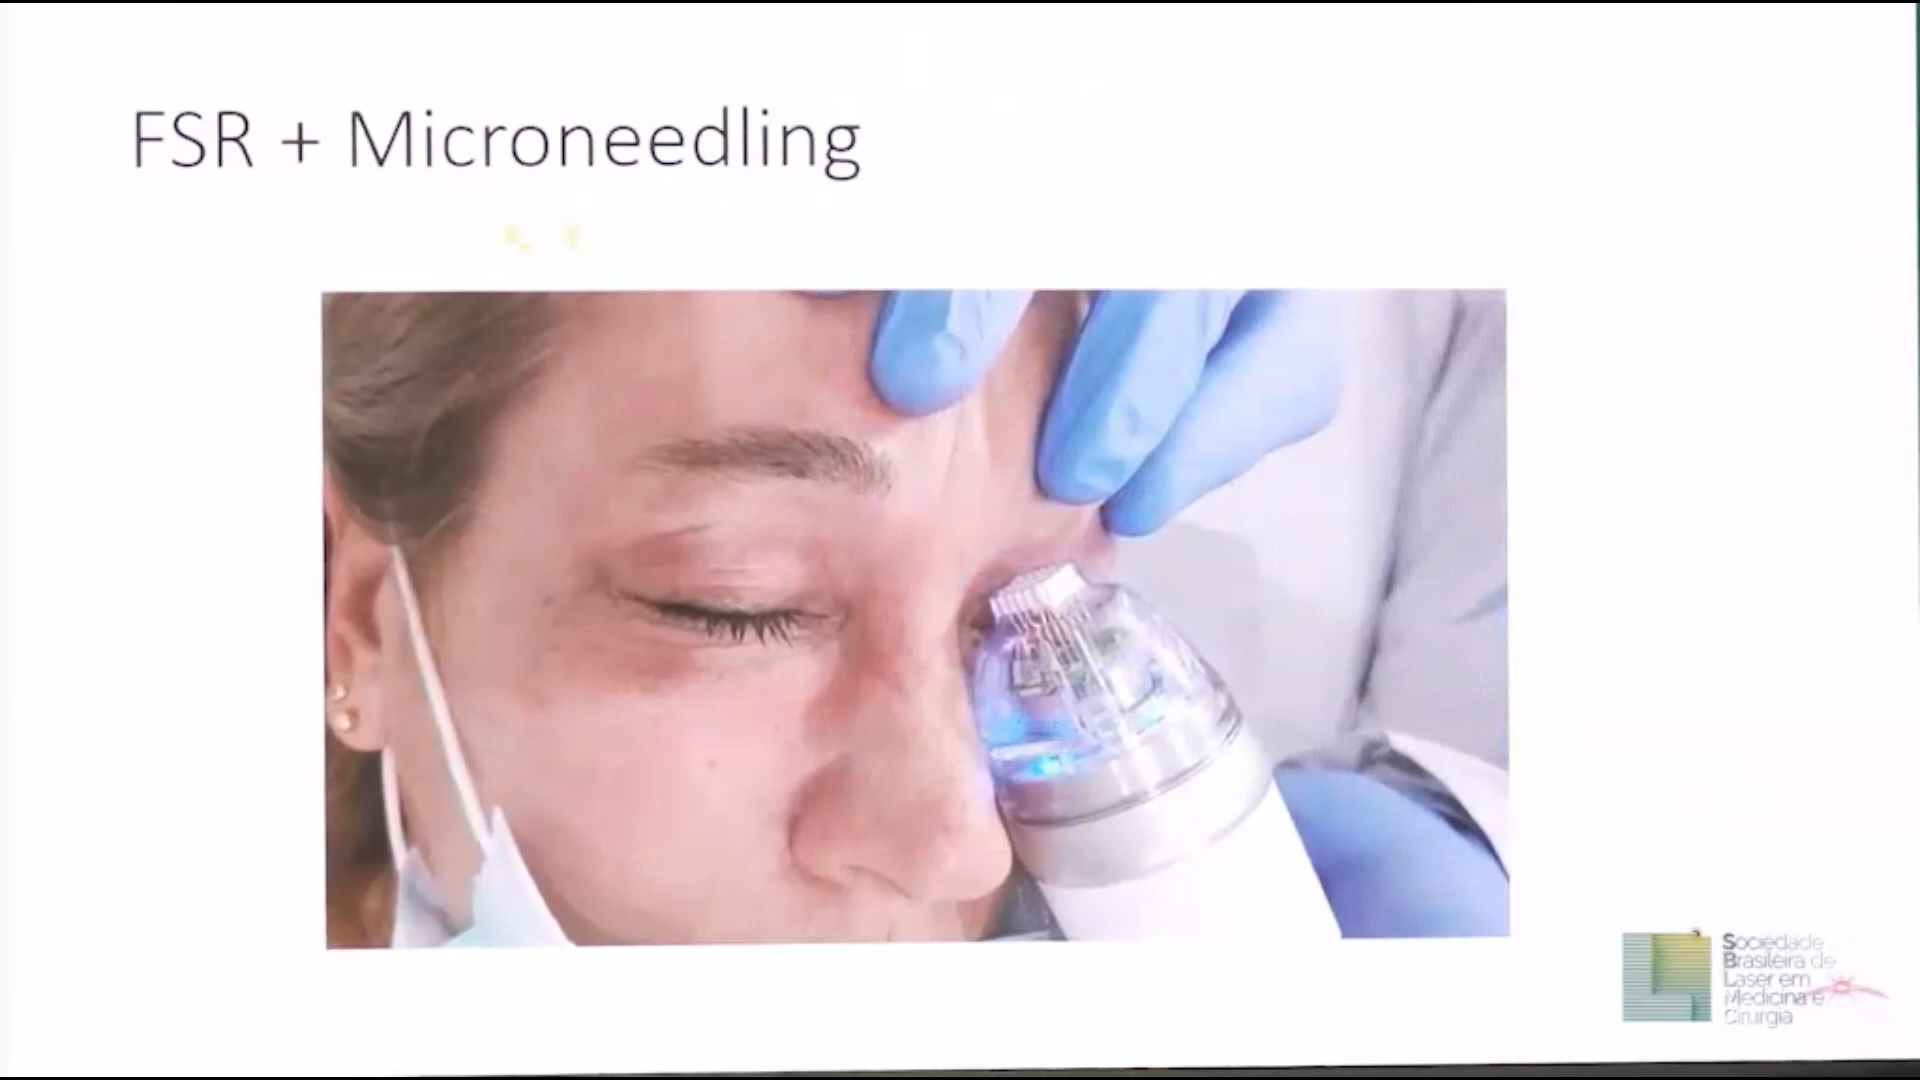 FSR + Microneedling
Sociedade
Brasileira de
Laser em
Medicina e
Cirurgia